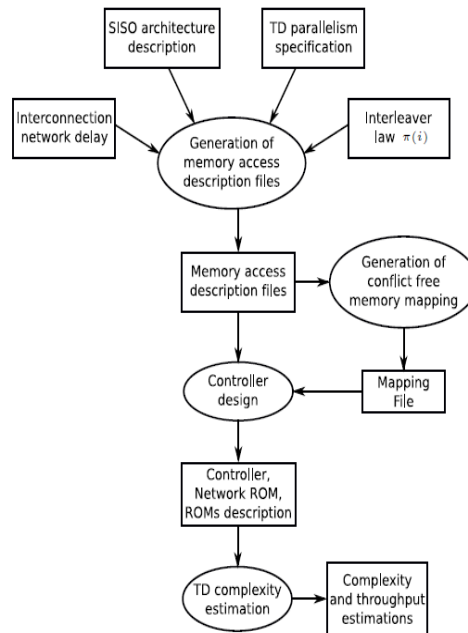 SISO architecture
description
TD parallelism
specification
Interconnection
network delay
Generation of
memory access
description files
Interleaver
law π(i)
Memory access
description files
Generation of
conflict free
memory mapping
Controller
design
Mapping
File
Controller,
Network ROM,
ROMs description
TD complexity
estimation
Complexity
and throughput
estimations